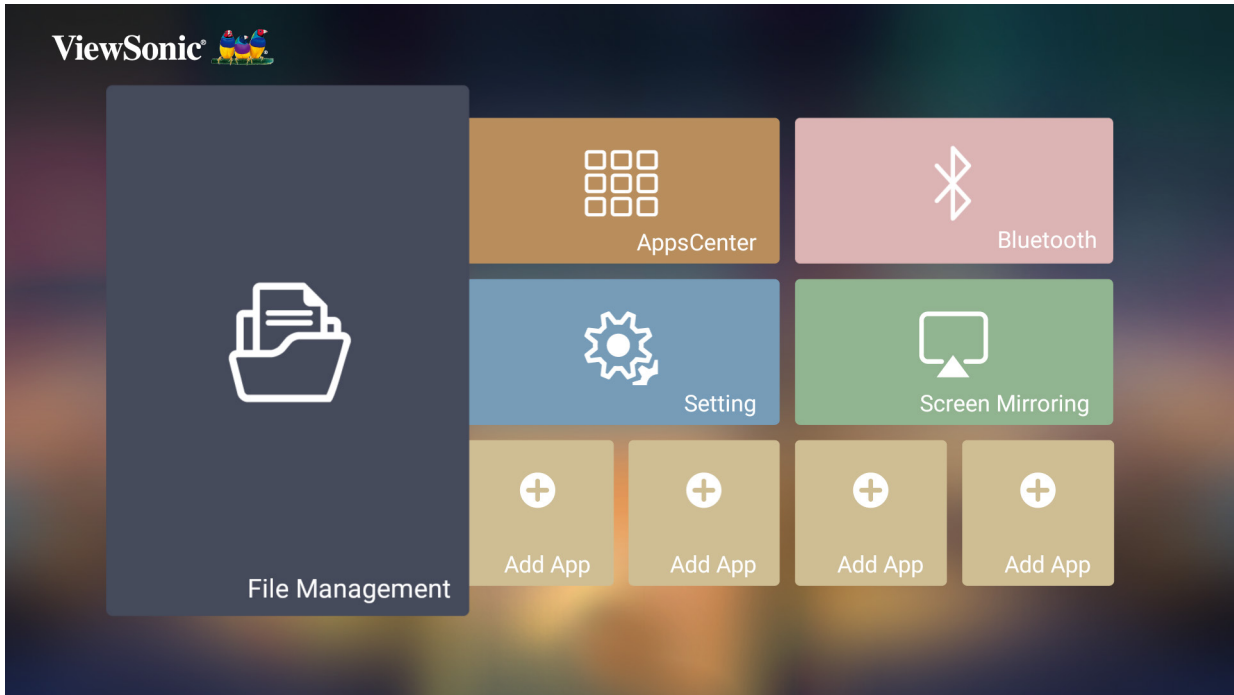 ViewSonic®
AppsCenter
Bluetooth
Setting
Screen Mirroring
Add App
Add App
Add App
Add App
File Management